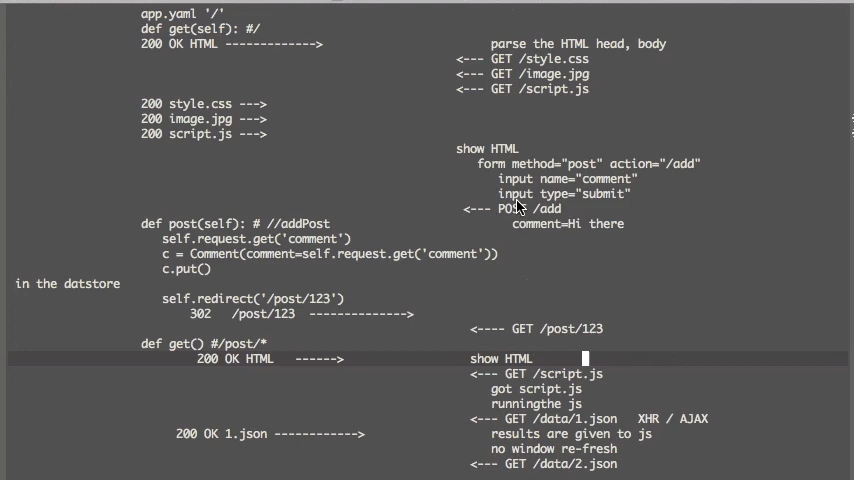 app.yaml '/'
def get(self): #/
200 OK HTML -------------> parse the HTML head, body
<--- GET /style.css
<--- GET /image.jpg
<--- GET /script.js
200 style.css --->
200 image.jpg --->
200 script.js --->
show HTML
form method="post" action="/add"
input name="comment"
input type="submit"
<--- POST /add
def post(self): # //addPost comment=Hi there
self.request.get('comment')
c = Comment(comment=self.request.get('comment'))
c.put()
in the datstore
self.redirect('/post/123')
302 /post/123 -------------->
<---- GET /post/123
def get() #/post/*
200 OK HTML ------> show HTML
<--- GET /script.js
got script.js
runningthe js
<--- GET /data/1.json XHR / AJAX
200 OK 1.json ------------> results are given to js
no window re-fresh
<--- GET /data/2.json